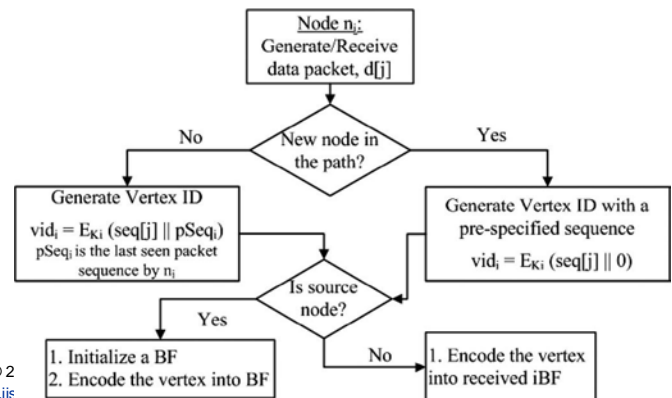 Node nᵢ:
Generate/Receive
data packet, d[j]
No
New node in
the path?
Yes
Generate Vertex ID
vidᵢ = E_Kᵢ (seq[j] || pSeqᵢ)
pSeqᵢ is the last seen packet
sequence by nᵢ
Generate Vertex ID with a
pre-specified sequence
vidᵢ = E_Kᵢ (seq[j] || 0)
Is source
node?
Yes
No
1. Initialize a BF
2. Encode the vertex into BF
1. Encode the vertex
into received iBF